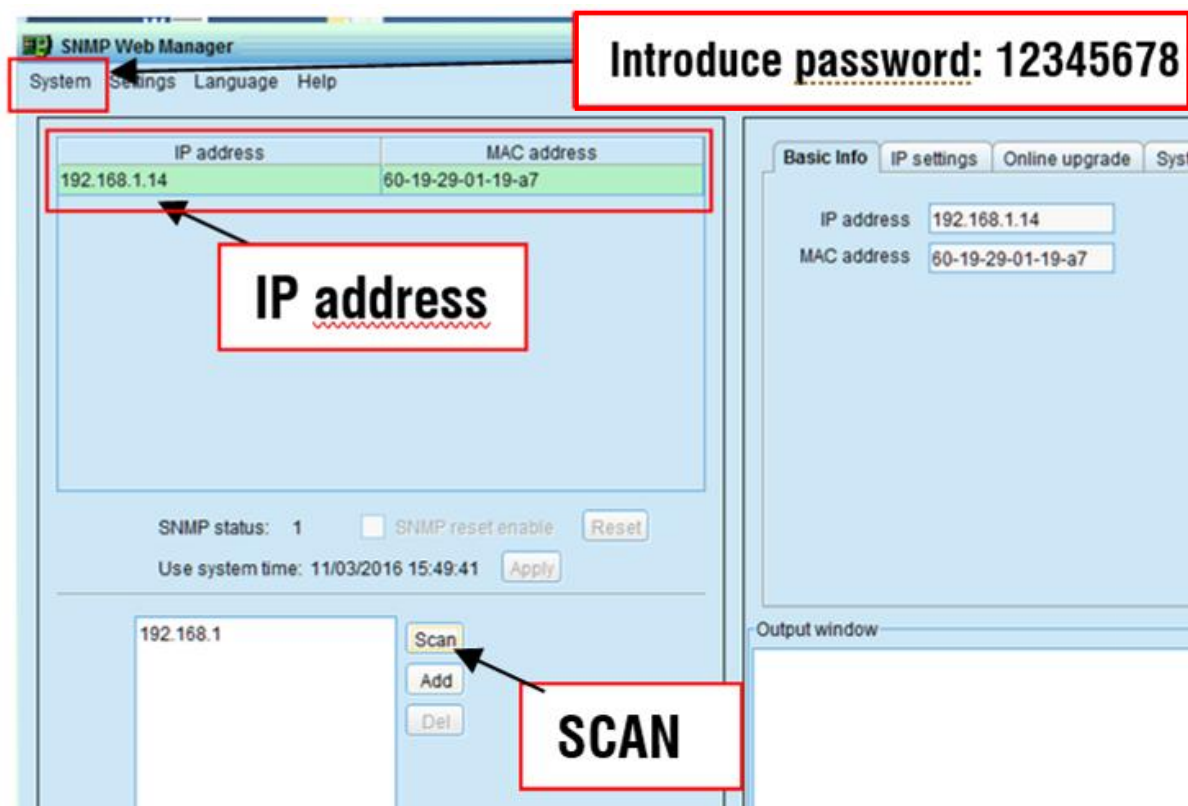 SNMP Web Manager
Introduce password: 12345678
System Settings Language Help
IP address MAC address
192.168.1.14 60-19-29-01-19-a7
IP address
SNMP status: 1 SNMP reset enable Reset
Use system time: 11/03/2016 15:49:41 Apply
192.168.1
Scan
Add
Del
SCAN
Basic Info IP settings Online upgrade
IP address 192.168.1.14
MAC address 60-19-29-01-19-a7
Output window